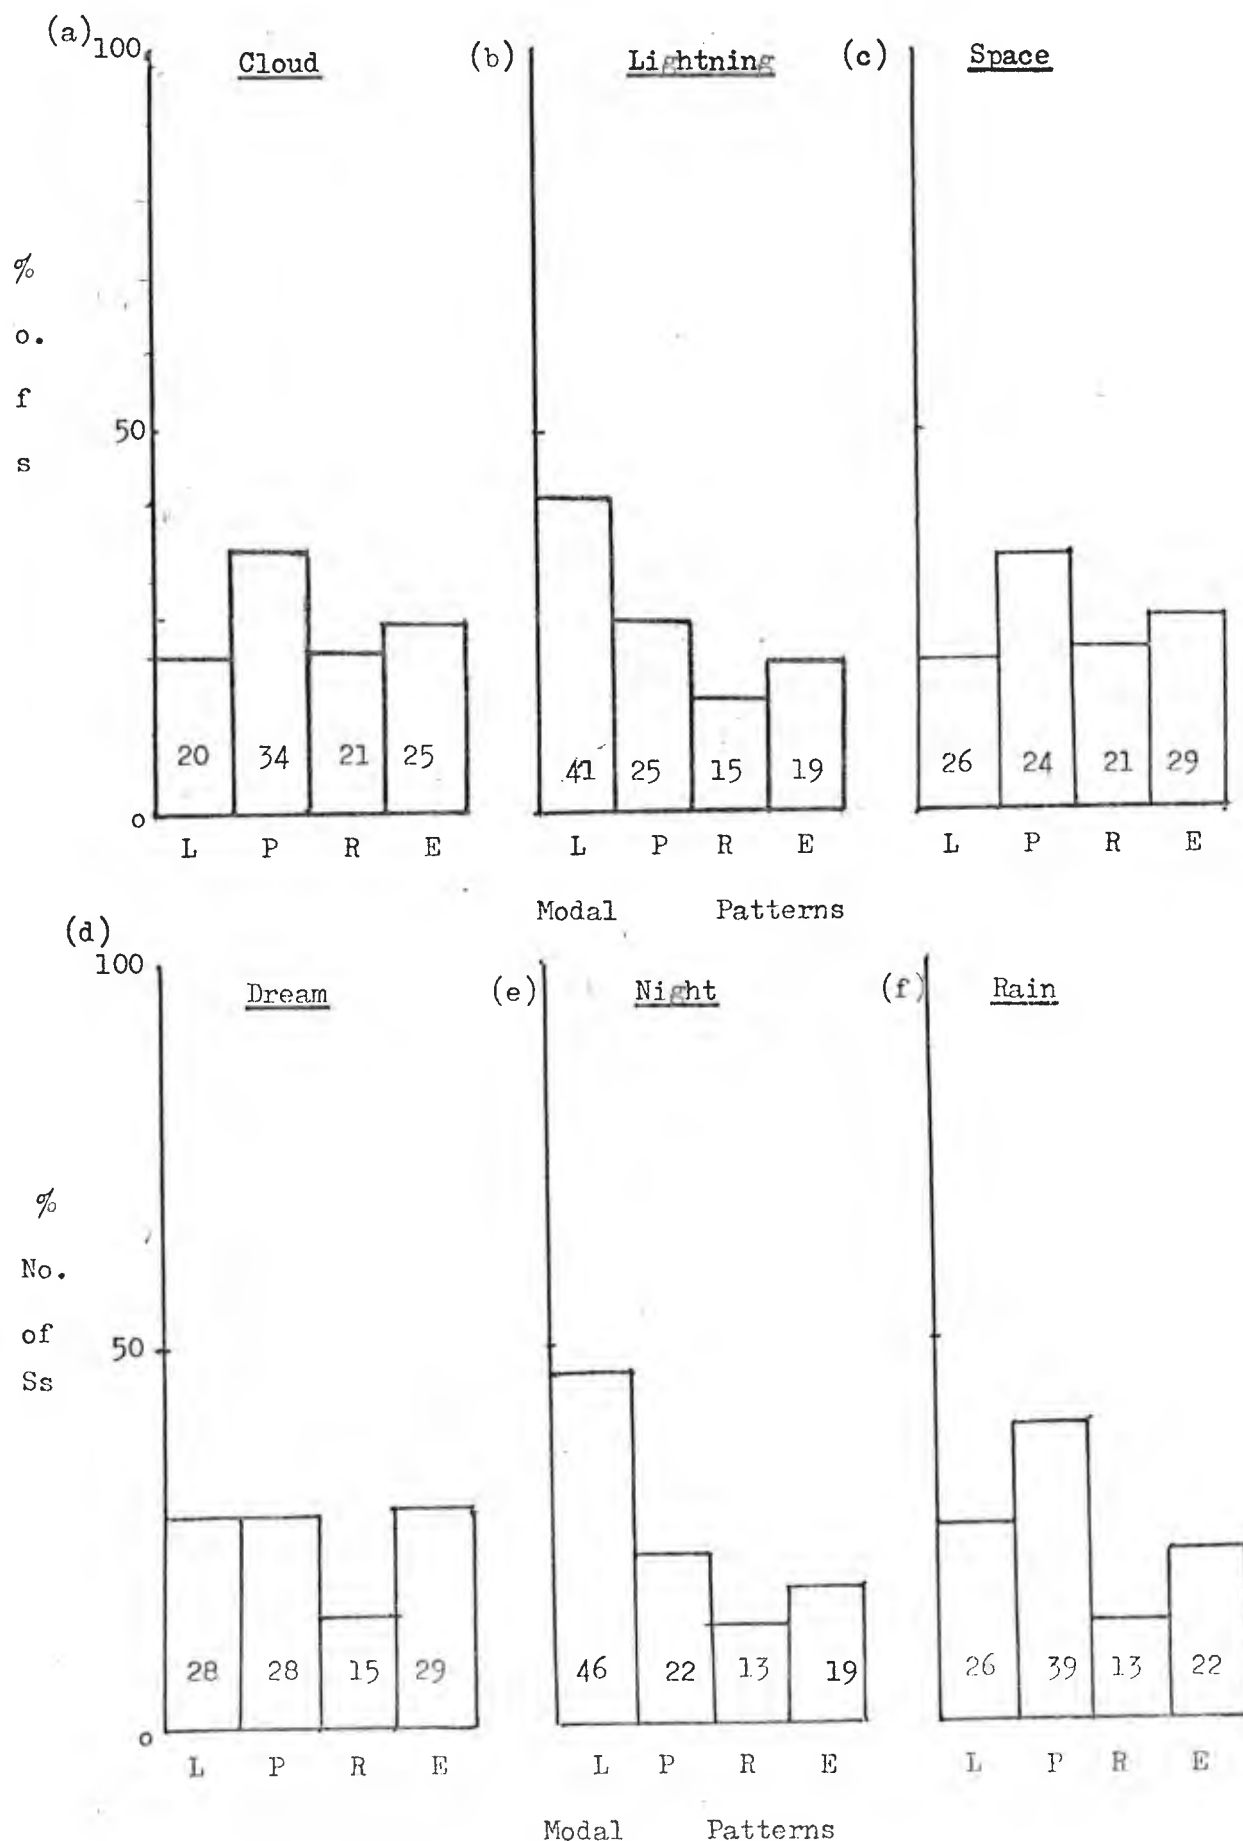 (a) 100 Cloud (b) Lightning (c) Space
%
o.
f
50
s
20 34 21 25 41 25 15 19 26 24 21 29
0
L P R E L P R E L P R E
Modal Patterns
(d)
100 Dream (e) Night (f) Rain
%
No.
of
50
Ss
28 28 15 29 46 22 13 19 26 39 13 22
0
L P R E L P R E L P R E
Modal Patterns